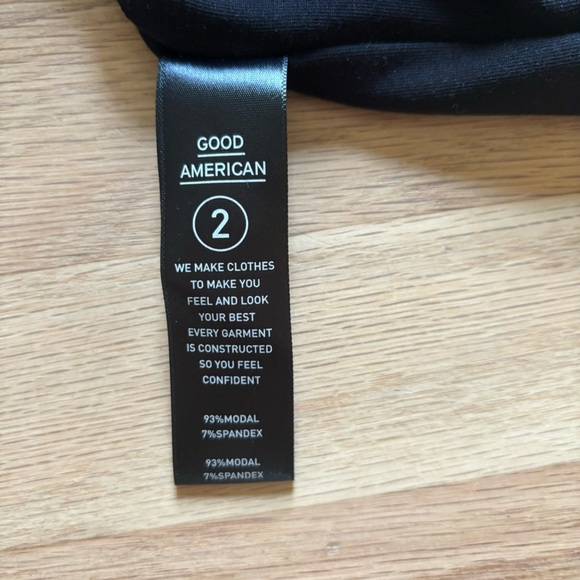 GOOD
AMERICAN
2
WE MAKE CLOTHES
TO MAKE YOU
FEEL AND LOOK
YOUR BEST
EVERY GARMENT
IS CONSTRUCTED
SO YOU FEEL
CONFIDENT
93%MODAL
7%SPANDEX
93%MODAL
7%SPANDEX